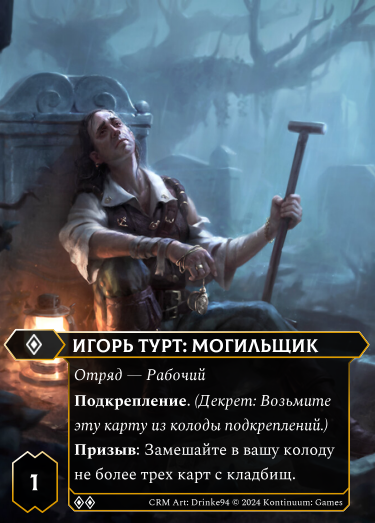 ИГОРЬ ТУРТ: МОГИЛЬЩИК
Отряд — Рабочий
Подкрепление. (Декрет: Возьмите
эту карту из колоды подкреплений.)
Призыв: Замешайте в вашу колоду
не более трех карт с кладбищ.
1
CRM Art: Drinke94 © 2024 Kontinuum: Games